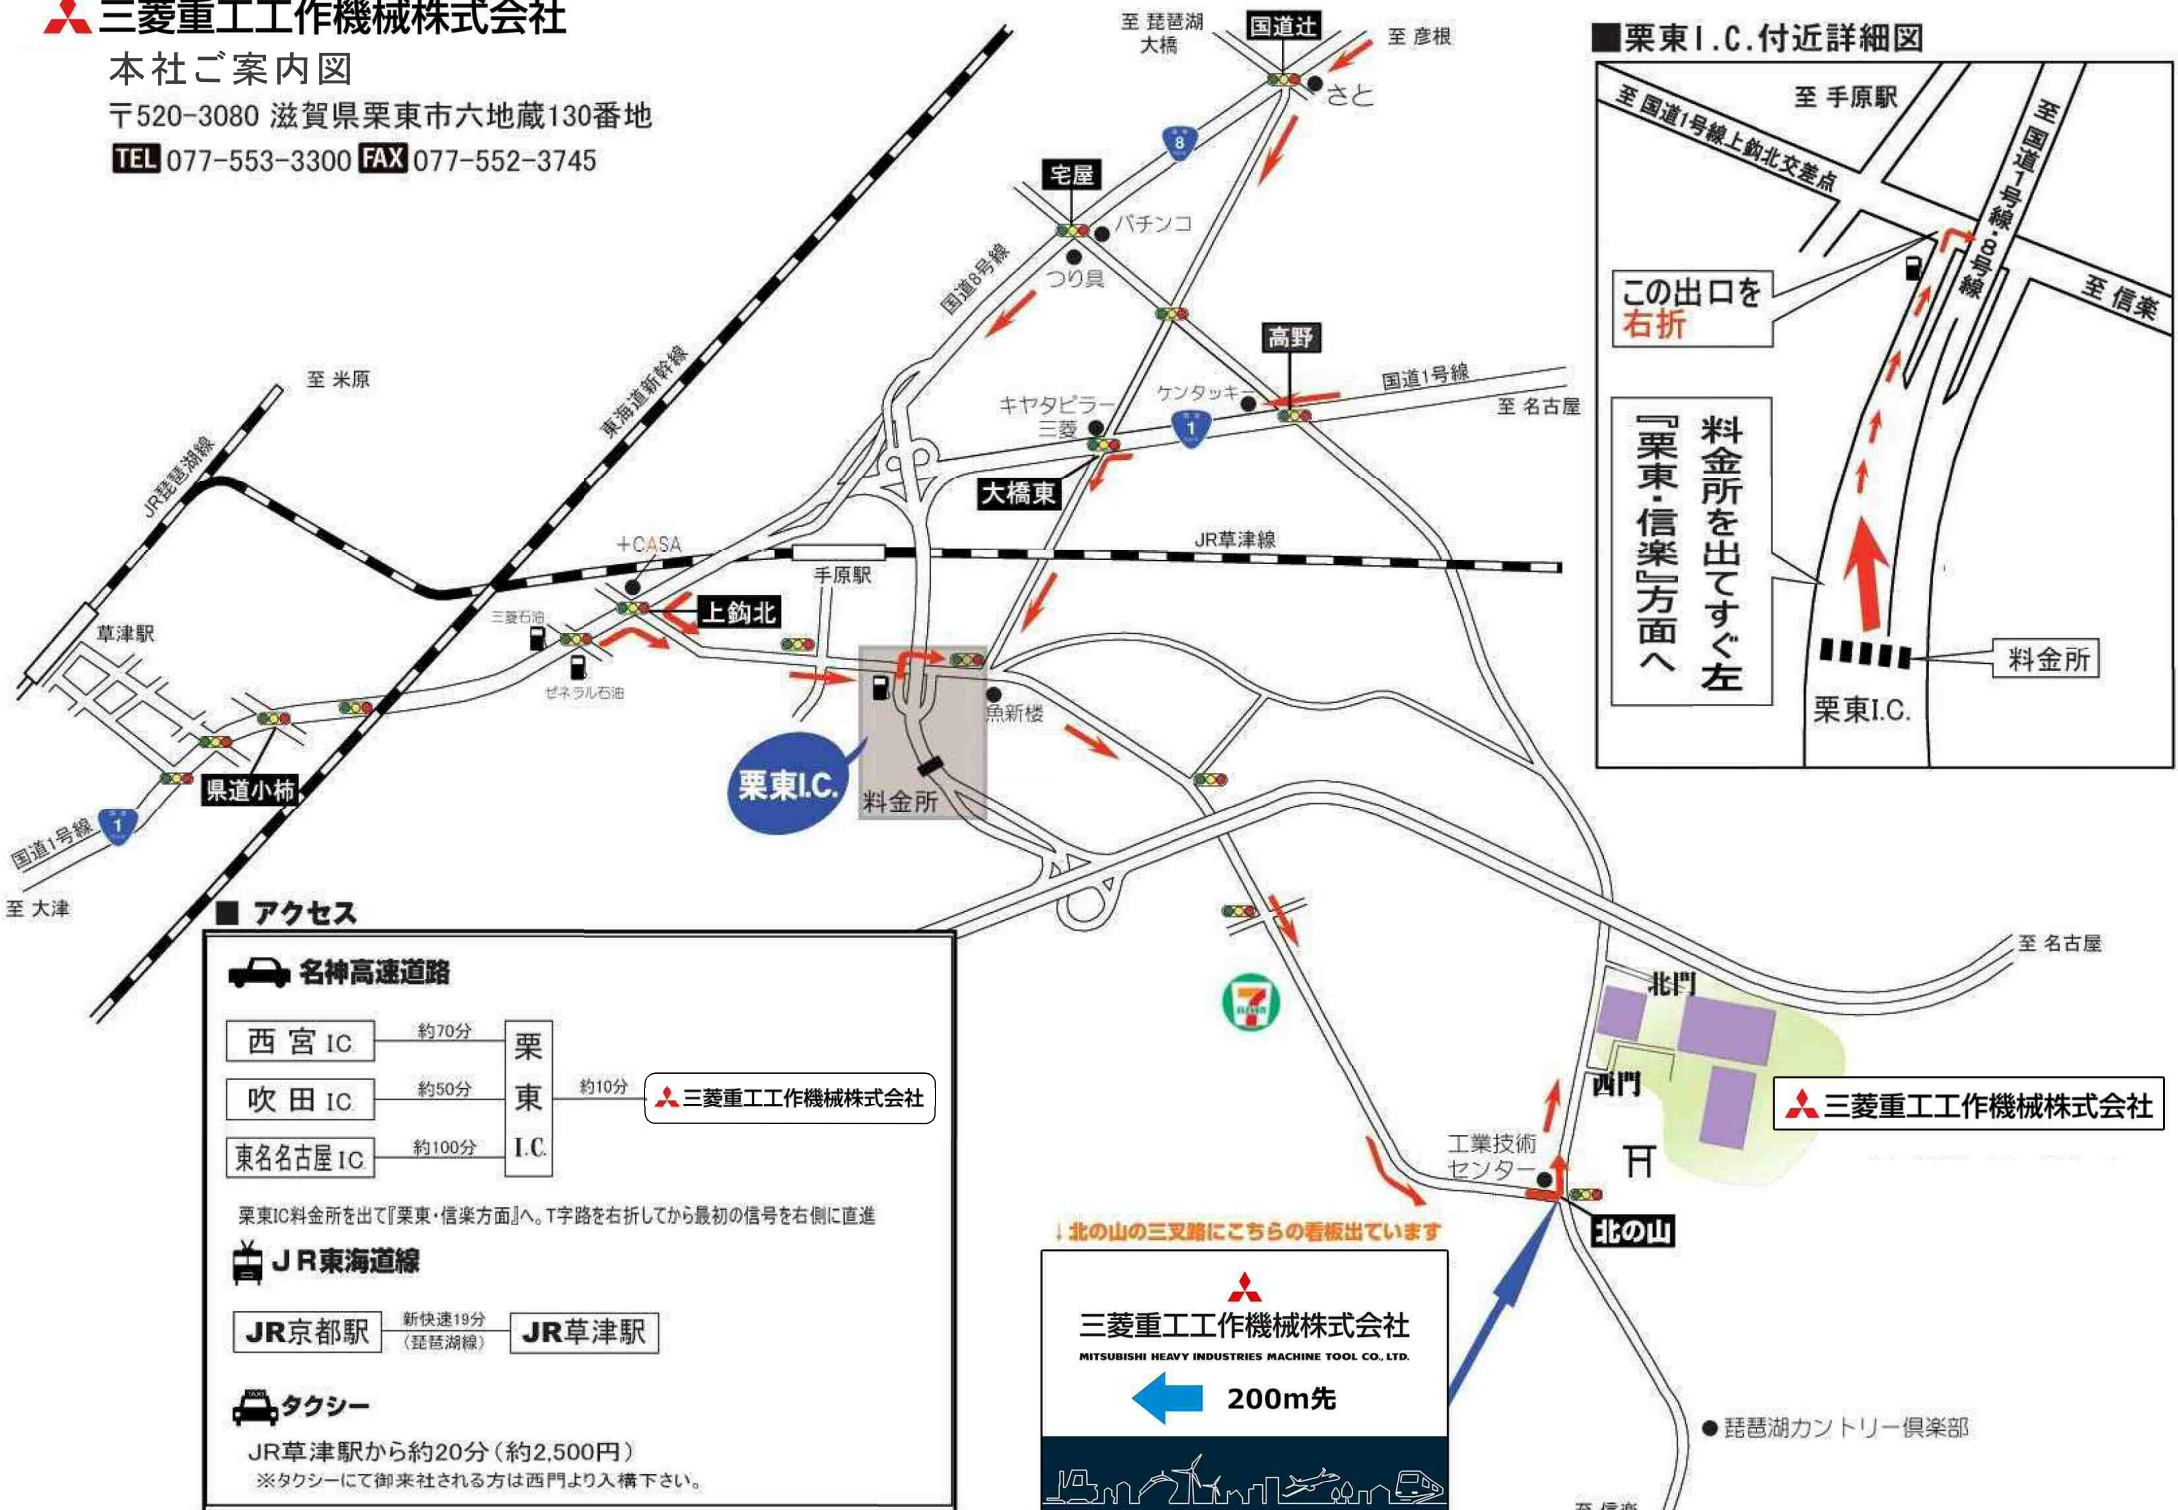 三菱重工工作機械株式会社
本社ご案内図
〒520-3080 滋賀県栗東市六地蔵130番地
TEL 077-553-3300 FAX 077-552-3745
至 琵琶湖
大橋
国道辻
至 彦根
さと
8
宅屋
パチンコ
つり具
国道8号線
東海道新幹線
高野
ケンタッキー
国道1号線
至 名古屋
キヤタピラー
三菱
1
大橋東
至 米原
JR琵琶湖線
+CASA
JR草津線
手原駅
三菱石油
上鈎北
ゼネラル石油
草津駅
県道小柿
国道1号線
1
至 大津
魚新楼
栗東I.C.
料金所
■栗東I.C.付近詳細図
至 国道1号線上鈎北交差点
至 手原駅
至 国道1号線・8号線
至 信楽
この出口を
右折
料金所を出てすぐ左
『栗東・信楽』方面へ
料金所
栗東I.C.
至 名古屋
北門
西門
三菱重工工作機械株式会社
7
ELEVEn
工業技術
センター
北の山
琵琶湖カントリー倶楽部
至 信楽
↓北の山の三叉路にこちらの看板出ています
三菱重工工作機械株式会社
MITSUBISHI HEAVY INDUSTRIES MACHINE TOOL CO., LTD.
200m先
■ アクセス
名神高速道路
西宮 IC
約70分
吹田 IC
約50分
東名名古屋 IC
約100分
栗東I.C.
約10分
三菱重工工作機械株式会社
栗東IC料金所を出て『栗東・信楽方面』へ。T字路を右折してから最初の信号を右側に直進
JR東海道線
JR京都駅
新快速19分
(琵琶湖線)
JR草津駅
TAXI
タクシー
JR草津駅から約20分(約2,500円)
※タクシーにて御来社される方は西門より入構下さい。